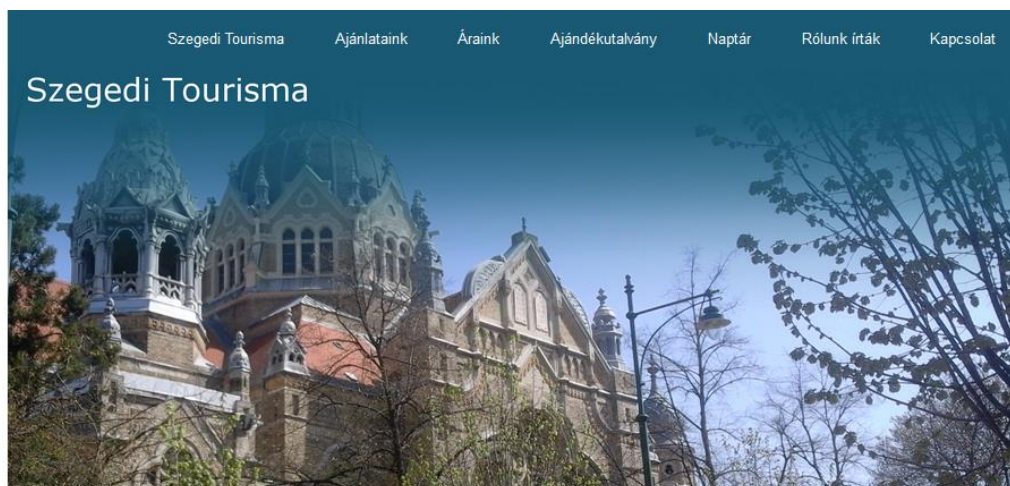 Szegedi Tourisma Ajánlataink Áraink Ajándékutalvány Naptár Rólunk írták Kapcsolat
Szegedi Tourisma